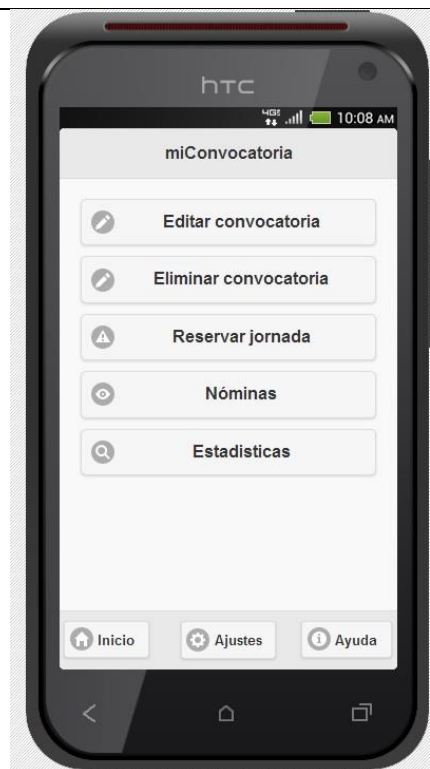 hTC
4G 10:08 AM
miConvocatoria
Editar convocatoria
Eliminar convocatoria
Reservar jornada
Nóminas
Estadisticas
Inicio Ajustes Ayuda